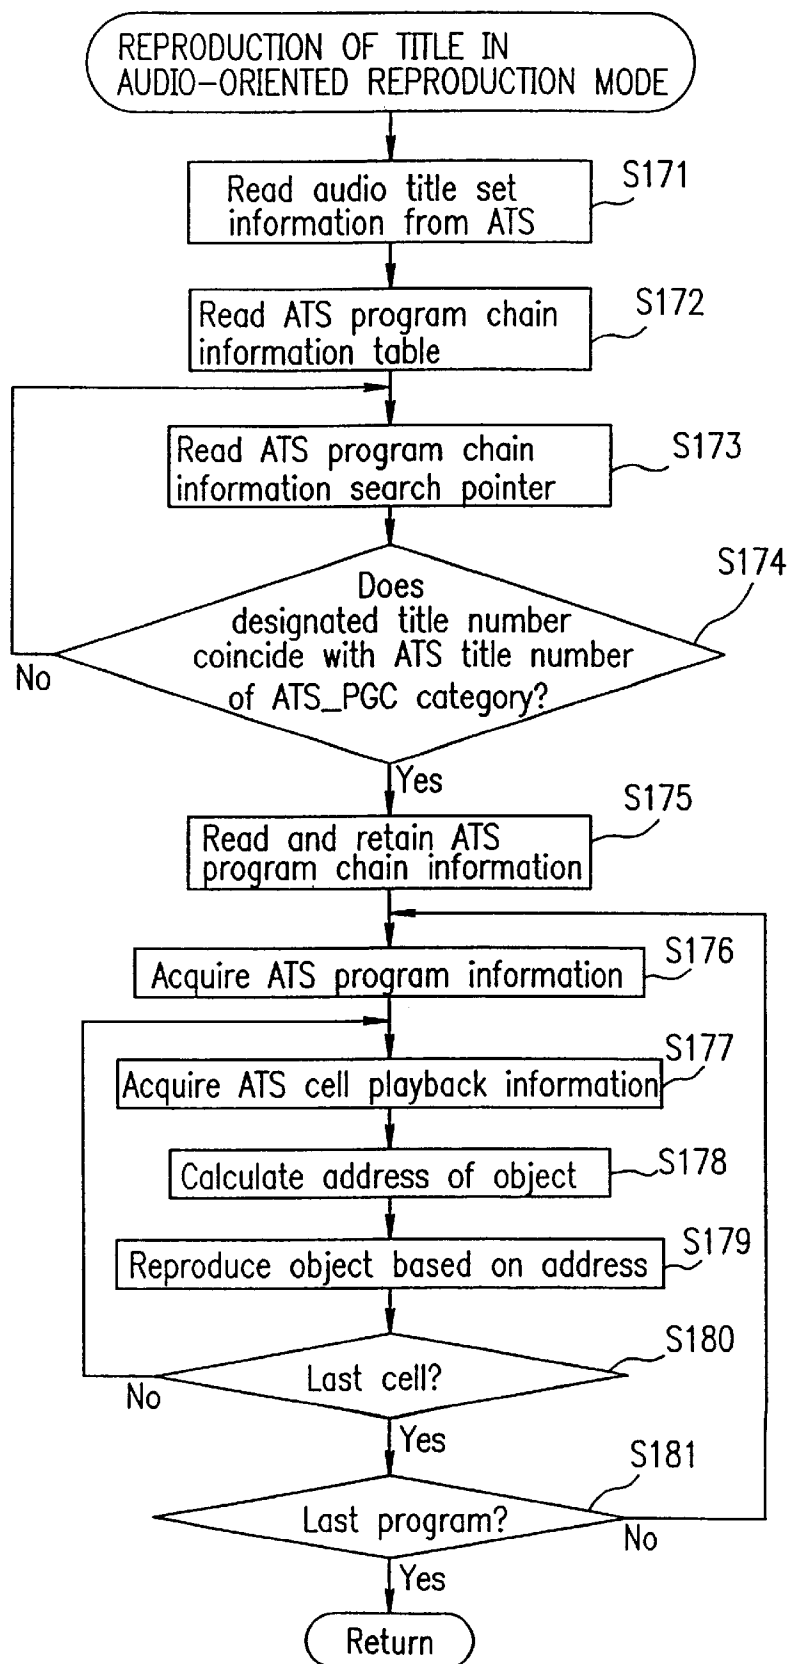 REPRODUCTION OF TITLE IN
AUDIO-ORIENTED REPRODUCTION MODE
Read audio title set
information from ATS
S171
Read ATS program chain
information table
S172
Read ATS program chain
information search pointer
S173
Does
designated title number
coincide with ATS title number
of ATS_PGC category?
S174
No
Yes
Read and retain ATS
program chain information
S175
Acquire ATS program information
S176
Acquire ATS cell playback information
S177
Calculate address of object
S178
Reproduce object based on address
S179
Last cell?
S180
No
Yes
Last program?
S181
No
Yes
Return